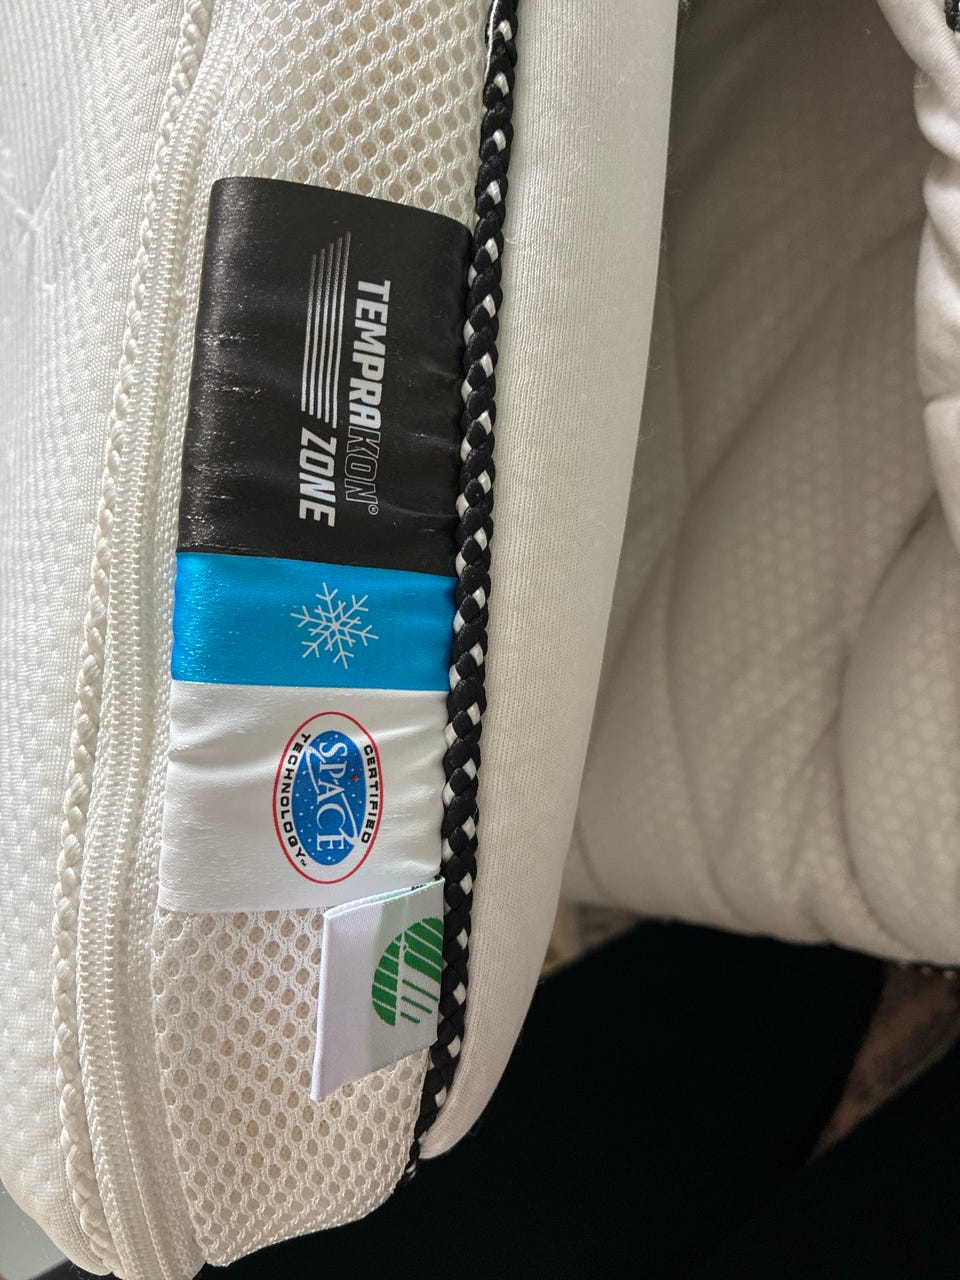 TEMPRAKON®
ZONE
CERTIFIED
SPACE
TECHNOLOGY™